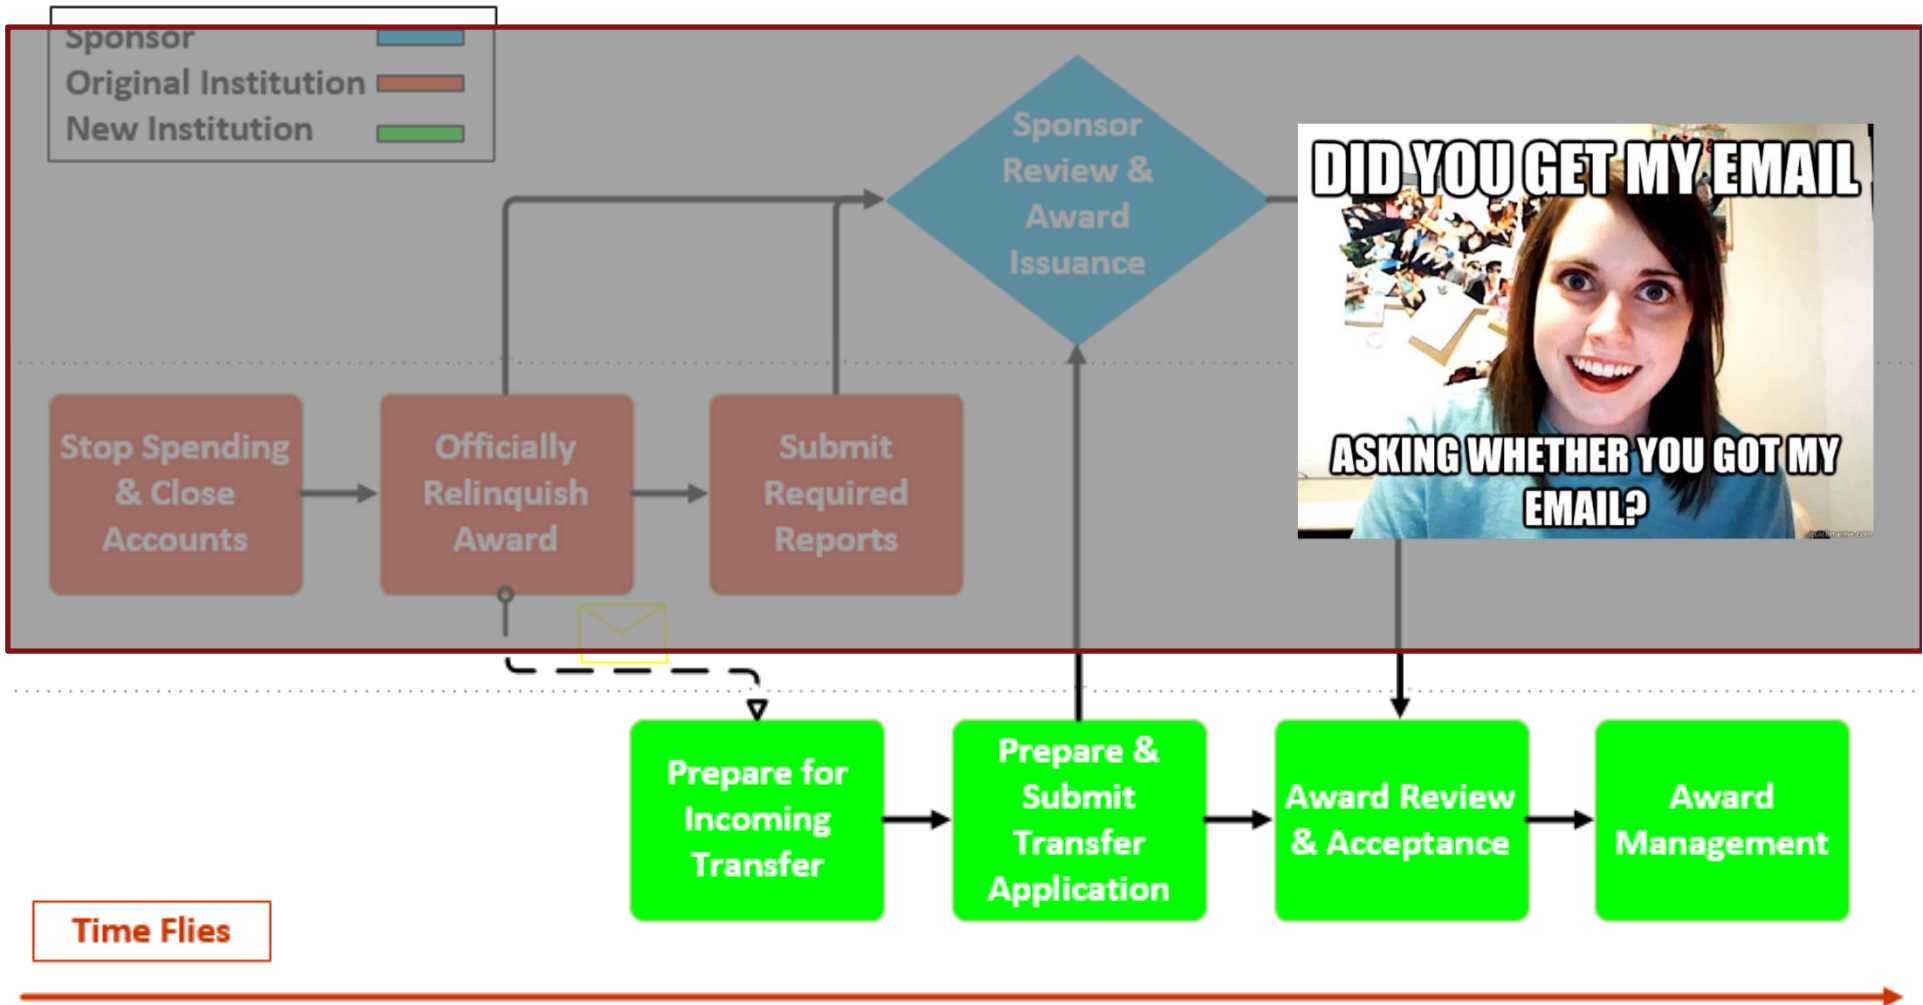 Sponsor
Original Institution
New Institution
Sponsor
Review &
Award
Issuance
DID YOU GET MY EMAIL
ASKING WHETHER YOU GOT MY
EMAIL?
quickmeme.com
Stop Spending
& Close
Accounts
Officially
Relinquish
Award
Submit
Required
Reports
Prepare for
Incoming
Transfer
Prepare &
Submit
Transfer
Application
Award Review
& Acceptance
Award
Management
Time Flies